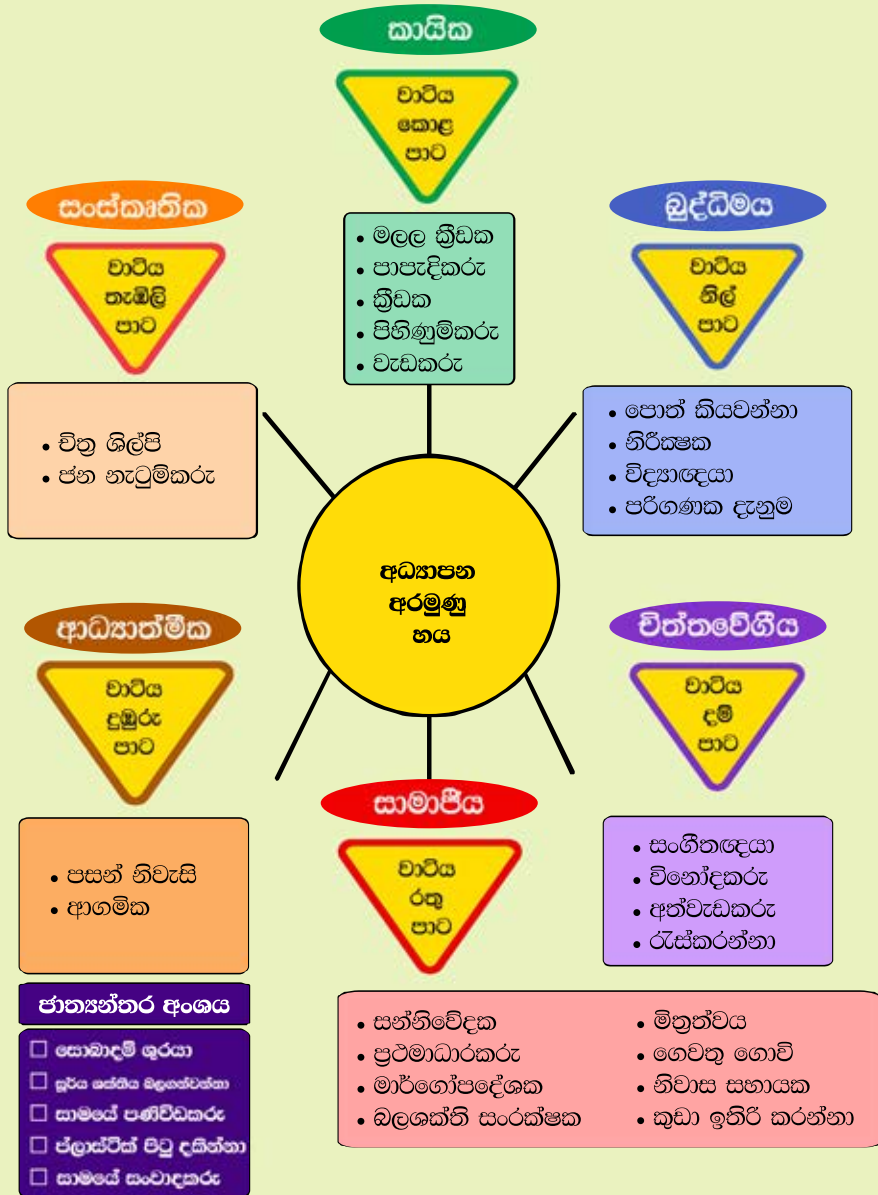 කායික
වාටිය
කොළ
පාට
• මලල ක්‍රීඩක
• පාපැදිකරු
• ක්‍රීඩක
• පිහිණුම්කරු
• වැඩකරු
සංස්කෘතික
වාටිය
තැඹිලි
පාට
• චිත්‍ර ශිල්පි
• ජන නැටුම්කරු
බුද්ධිමය
වාටිය
නිල්
පාට
• පොත් කියවන්නා
• නිරීක්‍ෂක
• විද්‍යාඥයා
• පරිගණක දැනුම
අධ්‍යාපන
අරමුණු
හය
ආධ්‍යාත්මික
වාටිය
දුඹුරු
පාට
• පසන් නිවැසි
• ආගමික
චිත්තවේගීය
වාටිය
දම්
පාට
• සංගීතඥයා
• විනෝදකරු
• අත්වැඩකරු
• රැස්කරන්නා
සාමාජීය
වාටිය
රතු
පාට
• සන්නිවේදක
• ප්‍රථමාධාරකරු
• මාර්ගෝපදේශක
• බලශක්ති සංරක්ෂක
• මිත්‍රත්වය
• ගෙවතු ගොවි
• නිවාස සහායක
• කුඩා ඉතිරි කරන්නා
ජාත්‍යන්තර අංශය
☐ සොබාදම් ශූරයා
☐ සූර්ය ශක්තිය බලගන්වන්නා
☐ සාමයේ පණිවිඩකරු
☐ ප්ලාස්ටික් පිටු දකින්නා
☐ සාමයේ සංවාදකරු